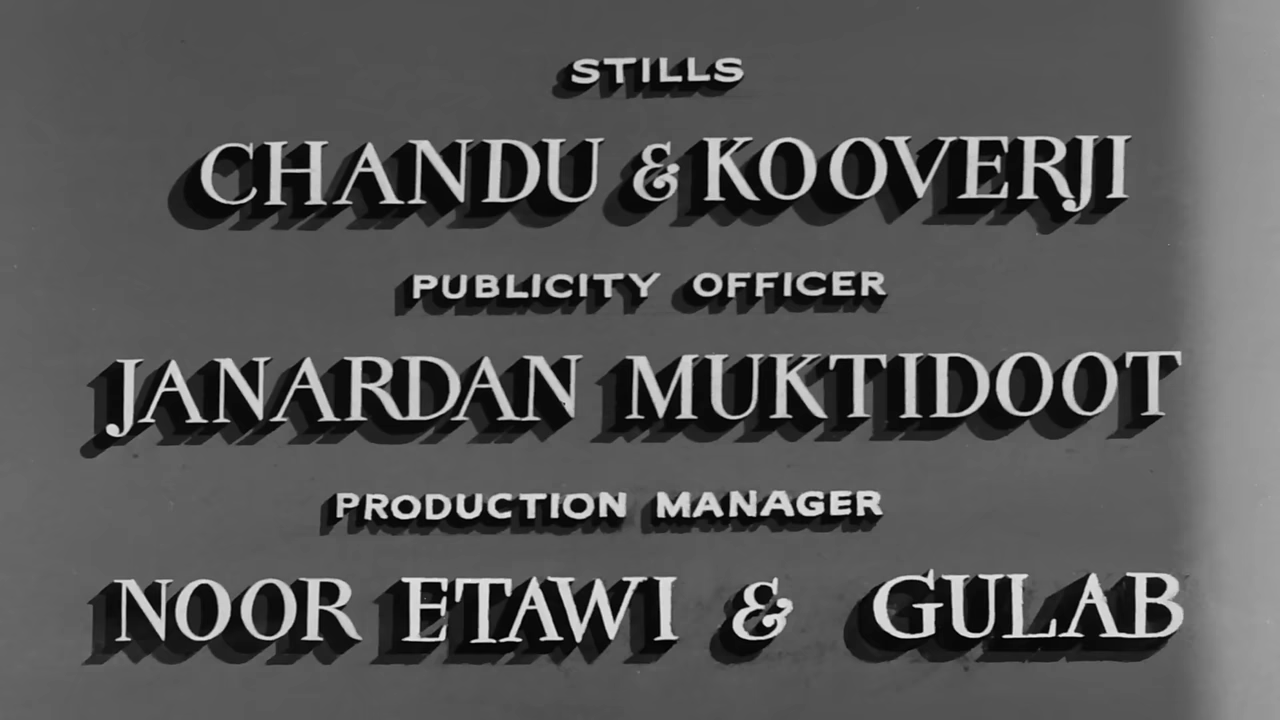 STILLS
CHANDU & KOOVERJI
PUBLICITY OFFICER
JANARDAN MUKTIDOOT
PRODUCTION MANAGER
NOOR ETAWI & GULAB